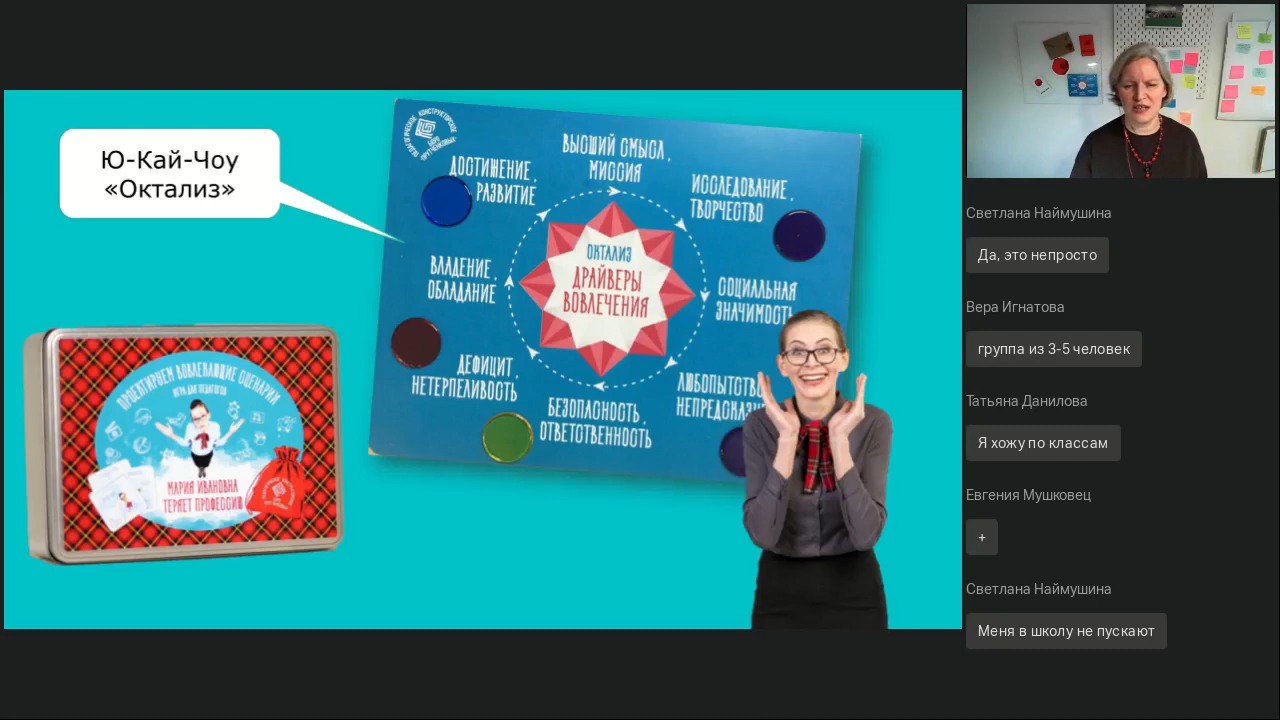 Ю-Кай-Чоу
«Октализ»
ПЕДАГОГИЧЕСКОЕ КОНСТРУКТОРСКОЕ
БЮРО
ДОСТИЖЕНИЕ,
РАЗВИТИЕ
ВЫСШИЙ СМЫСЛ,
МИССИЯ
ИССЛЕДОВАНИЕ,
ТВОРЧЕСТВО
ВЛАДЕНИЕ,
ОБЛАДАНИЕ
ОКТАЛИЗ
ДРАЙВЕРЫ
ВОВЛЕЧЕНИЯ
СОЦИАЛЬНАЯ
ЗНАЧИМОСТЬ
ДЕФИЦИТ,
НЕТЕРПЕЛИВОСТЬ
БЕЗОПАСНОСТЬ,
ОТВЕТСТВЕННОСТЬ
ЛЮБОПЫТСТВО
НЕПРЕДСКАЗ
ПРОЕКТИРУЕМ ВОВЛЕКАЮЩИЕ СЦЕНАРИИ
ИГРА ДЛЯ ПЕДАГОГОВ
МАРИЯ ИВАНОВНА
ТЕРЯЕТ ПРОФЕССИЮ
Светлана Наймушина
Да, это непросто
Вера Игнатова
группа из 3-5 человек
Татьяна Данилова
Я хожу по классам
Евгения Мушковец
+
Светлана Наймушина
Меня в школу не пускают